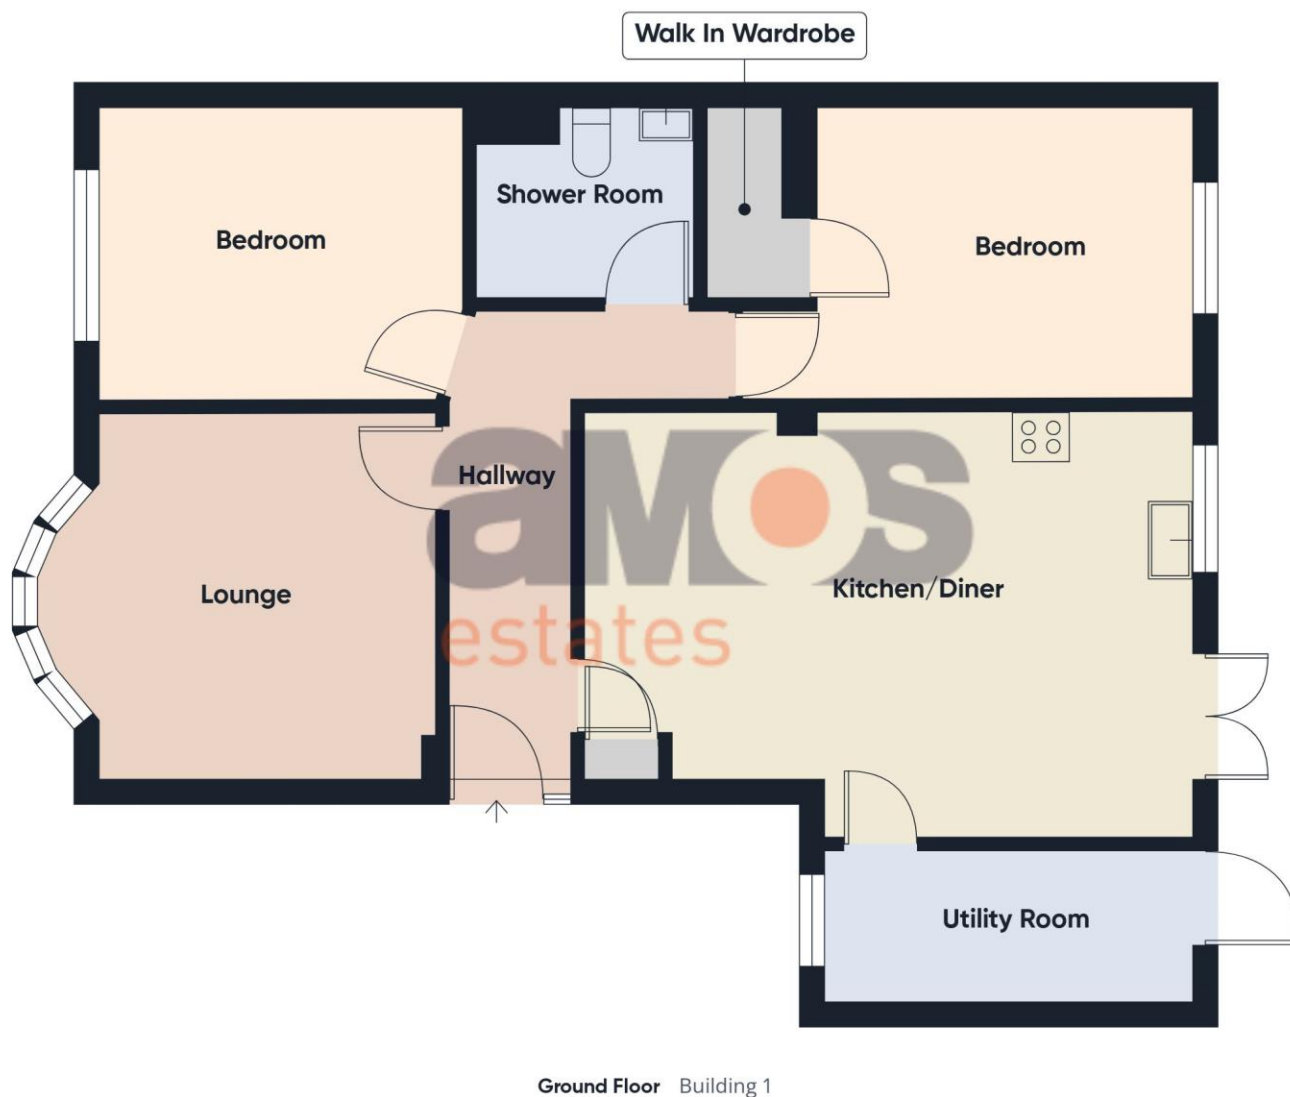 Walk In Wardrobe
Shower Room
Bedroom
Bedroom
Hallway
aMOs
estates
Lounge
Kitchen/Diner
Utility Room
Ground Floor Building 1